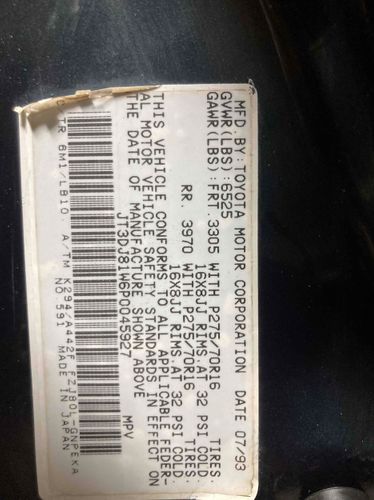 MFD.BY:TOYOTA MOTOR CORPORATION DATE 07/93
GVWR(LBS):6525
GAWR(LBS):FRT.3305 WITH P275/70R16 TIRES:
16X8JJ RIMS.AT 32 PSI COLD.
RR. 3970 WITH P275/70R16 TIRES:
16X8JJ RIMS.AT 32 PSI COLD.
THIS VEHICLE CONFORMS TO ALL APPLICABLE FEDER-
AL MOTOR VEHICLE SAFETY STANDARDS IN EFFECT ON
THE DATE OF MANUFACTURE SHOWN ABOVE
JT3DJ81W6P0045927 MPV
TR 6M1/LB10. A/TM K294/A442F FZJ80L-GNPEKA
NO.591 MADE IN JAPAN